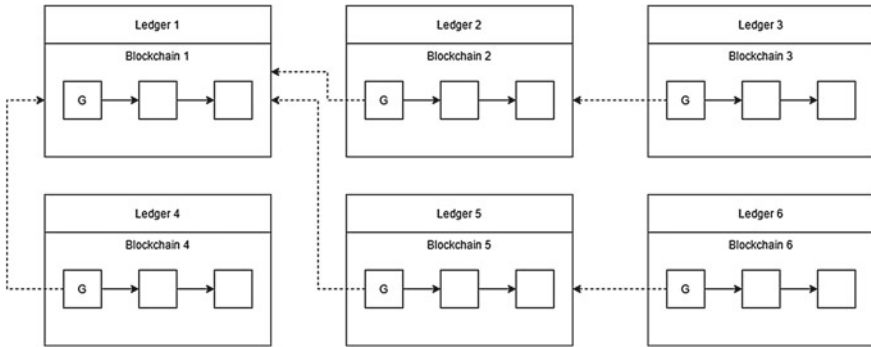 Ledger 1
Blockchain 1
G
Ledger 2
Blockchain 2
G
Ledger 3
Blockchain 3
G
Ledger 4
Blockchain 4
G
Ledger 5
Blockchain 5
G
Ledger 6
Blockchain 6
G